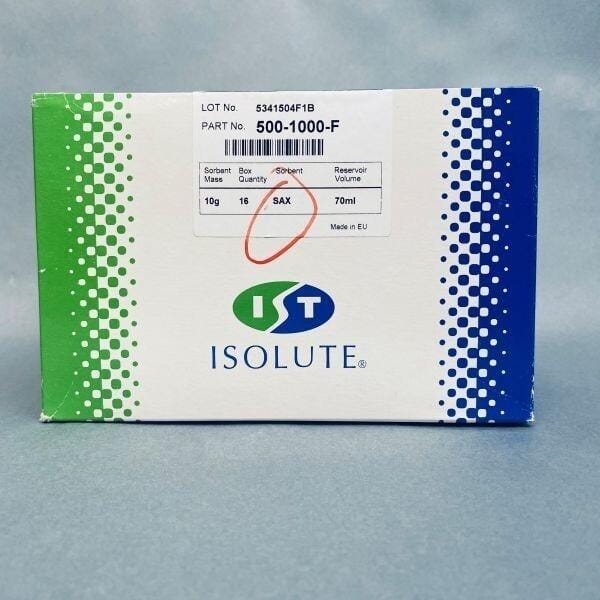 LOT No. 5341504F1B
PART No. 500-1000-F
Sorbent Mass Box Quantity Sorbent Reservoir Volume
10g 16 SAX 70ml
Made in EU
IST
ISOLUTE®